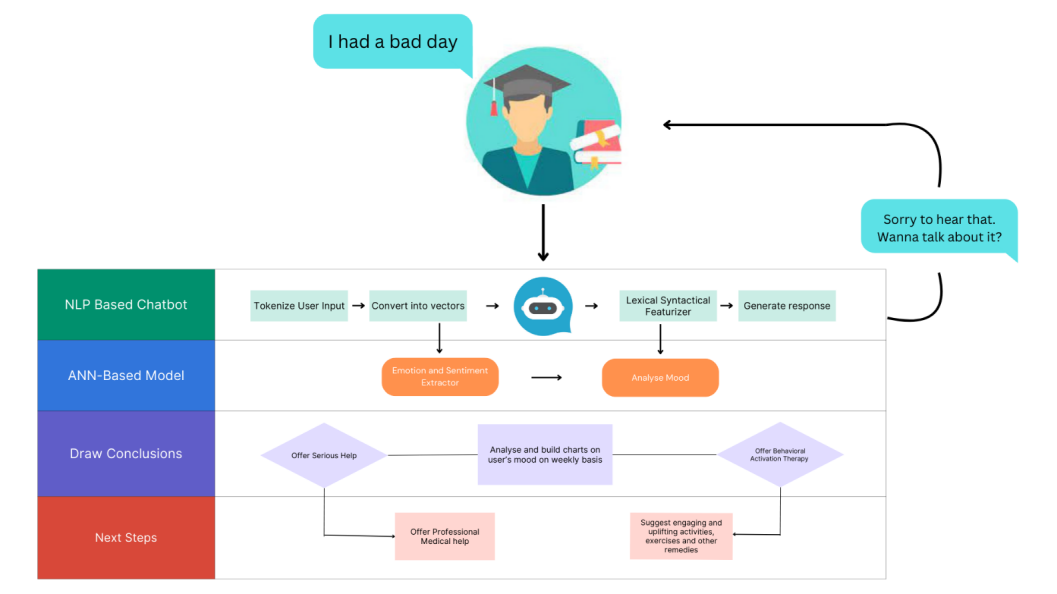 I had a bad day
Sorry to hear that.
Wanna talk about it?
NLP Based Chatbot
Tokenize User Input
Convert into vectors
Lexical Syntactical
Featurizer
Generate response
ANN-Based Model
Emotion and Sentiment
Extractor
Analyse Mood
Draw Conclusions
Offer Serious Help
Analyse and build charts on
user's mood on weekly basis
Offer Behavioral
Activation Therapy
Next Steps
Offer Professional
Medical help
Suggest engaging and
uplifting activities,
exercises and other
remedies